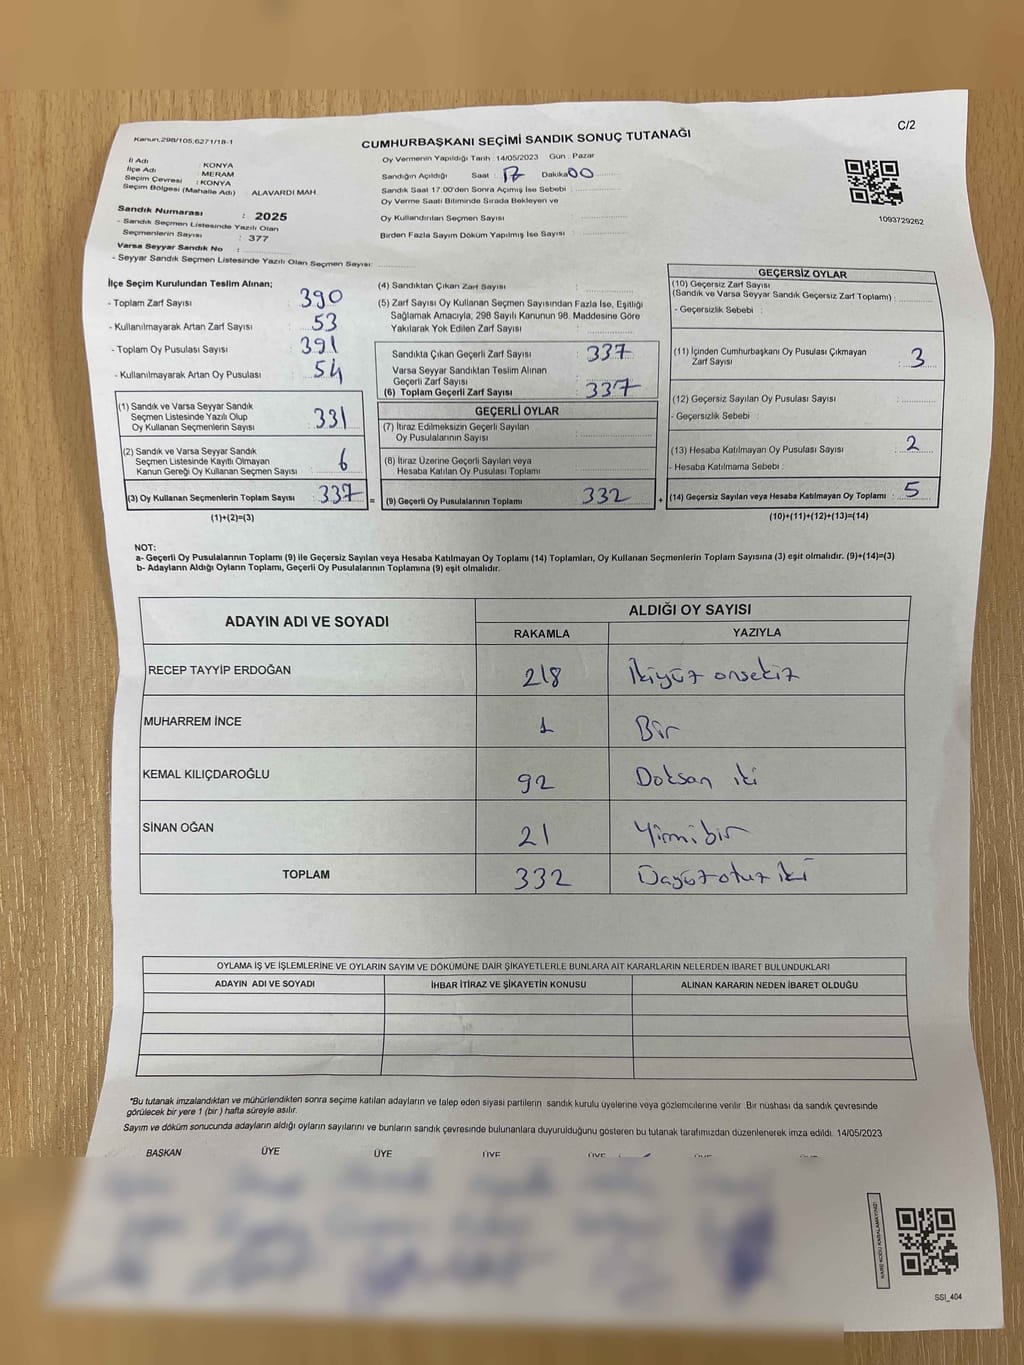 Kanun.298/105,6271/18-1
CUMHURBAŞKANI SEÇİMİ SANDIK SONUÇ TUTANAĞI
C/2
İl Adı : KONYA
İlçe Adı : MERAM
Seçim Çevresi : KONYA
Seçim Bölgesi (Mahalle Adı) : ALAVARDI MAH.
Sandık Numarası : 2025
- Sandık Seçmen Listesinde Yazılı Olan
Seçmenlerin Sayısı : 377
Varsa Seyyar Sandık No :
- Seyyar Sandık Seçmen Listesinde Yazılı Olan Seçmen Sayısı:
Oy Vermenin Yapıldığı Tarih : 14/05/2023 Gün : Pazar
Sandığın Açıldığı Saat : 17 Dakika 00
Sandık Saat 17:00'den Sonra Açılmış İse Sebebi :
Oy Verme Saati Bitiminde Sırada Bekleyen ve
Oy Kullandırılan Seçmen Sayısı :
Birden Fazla Sayım Döküm Yapılmış İse Sayısı :
1093729262
İlçe Seçim Kurulundan Teslim Alınan;
- Toplam Zarf Sayısı : 390
- Kullanılmayarak Artan Zarf Sayısı : 53
- Toplam Oy Pusulası Sayısı : 391
- Kullanılmayarak Artan Oy Pusulası : 54
(1) Sandık ve Varsa Seyyar Sandık
Seçmen Listesinde Yazılı Olup
Oy Kullanan Seçmenlerin Sayısı : 331
(2) Sandık ve Varsa Seyyar Sandık
Seçmen Listesinde Kayıtlı Olmayan
Kanun Gereği Oy Kullanan Seçmen Sayısı : 6
(3) Oy Kullanan Seçmenlerin Toplam Sayısı : 337 =
(1)+(2)=(3)
(4) Sandıktan Çıkan Zarf Sayısı :
(5) Zarf Sayısı Oy Kullanan Seçmen Sayısından Fazla İse, Eşitliği
Sağlamak Amacıyla, 298 Sayılı Kanunun 98. Maddesine Göre
Yakılarak Yok Edilen Zarf Sayısı :
Sandıkta Çıkan Geçerli Zarf Sayısı : 337
Varsa Seyyar Sandıktan Teslim Alınan
Geçerli Zarf Sayısı :
(6) Toplam Geçerli Zarf Sayısı : 337
GEÇERLİ OYLAR
(7) İtiraz Edilmeksizin Geçerli Sayılan
Oy Pusulalarının Sayısı :
(8) İtiraz Üzerine Geçerli Sayılan veya
Hesaba Katılan Oy Pusulası Toplamı :
(9) Geçerli Oy Pusulalarının Toplamı : 332 +
GEÇERSİZ OYLAR
(10) Geçersiz Zarf Sayısı
(Sandık ve Varsa Seyyar Sandık Geçersiz Zarf Toplamı) :
- Geçersizlik Sebebi :
(11) İçinden Cumhurbaşkanı Oy Pusulası Çıkmayan
Zarf Sayısı : 3
(12) Geçersiz Sayılan Oy Pusulası Sayısı :
- Geçersizlik Sebebi :
(13) Hesaba Katılmayan Oy Pusulası Sayısı : 2
- Hesaba Katılmama Sebebi :
(14) Geçersiz Sayılan veya Hesaba Katılmayan Oy Toplamı : 5
(10)+(11)+(12)+(13)=(14)
NOT:
a- Geçerli Oy Pusulalarının Toplamı (9) ile Geçersiz Sayılan veya Hesaba Katılmayan Oy Toplamı (14) Toplamları, Oy Kullanan Seçmenlerin Toplam Sayısına (3) eşit olmalıdır. (9)+(14)=(3)
b- Adayların Aldığı Oyların Toplamı, Geçerli Oy Pusulalarının Toplamına (9) eşit olmalıdır.
ADAYIN ADI VE SOYADI
ALDIĞI OY SAYISI
RAKAMLA YAZIYLA
RECEP TAYYİP ERDOĞAN 218 İkiyüz onsekiz
MUHARREM İNCE 1 Bir
KEMAL KILIÇDAROĞLU 92 Doksan iki
SİNAN OĞAN 21 Yirmibir
TOPLAM 332 Üçyüzotuz iki
OYLAMA İŞ VE İŞLEMLERİNE VE OYLARIN SAYIM VE DÖKÜMÜNE DAİR ŞİKAYETLERLE BUNLARA AİT KARARLARIN NELERDEN İBARET BULUNDUKLARI
ADAYIN ADI VE SOYADI İHBAR İTİRAZ VE ŞİKAYETİN KONUSU ALINAN KARARIN NEDEN İBARET OLDUĞU
*Bu tutanak imzalandıktan ve mühürlendikten sonra seçime katılan adayların ve talep eden siyasi partilerin sandık kurulu üyelerine veya gözlemcilerine verilir. Bir nüshası da sandık çevresinde
görülecek bir yere 1 (bir ) hafta süreyle asılır.
Sayım ve döküm sonucunda adayların aldığı oyların sayılarını ve bunların sandık çevresinde bulunanlara duyurulduğunu gösteren bu tutanak tarafımızdan düzenlenerek imza edildi. 14/05/2023
BAŞKAN ÜYE ÜYE ÜYE ÜYE
KARE KODU KARALAMAYINIZ!
SSI_404